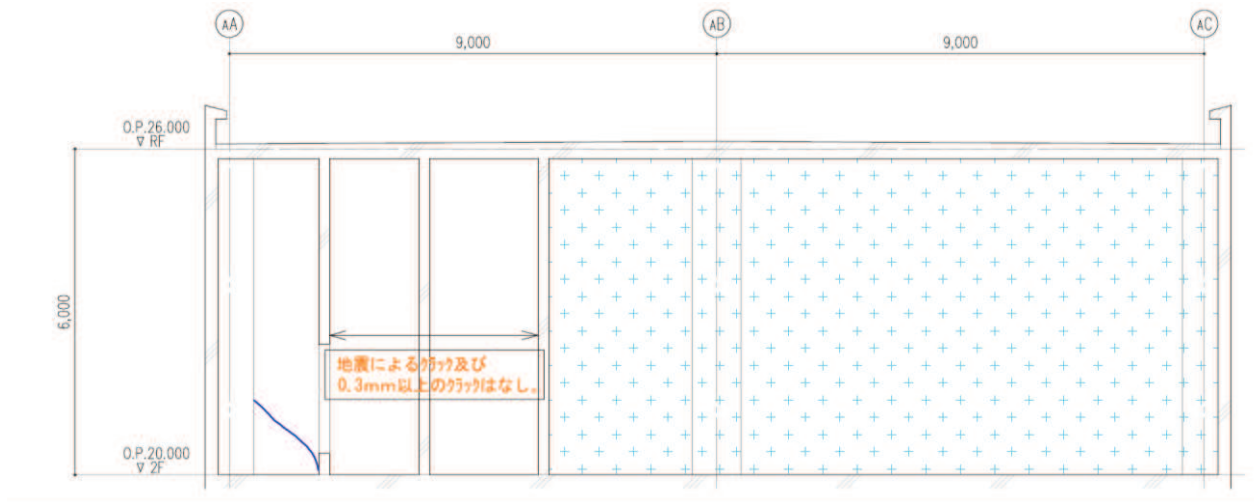 AA
AB
AC
9,000
9,000
O.P.26.000
∇ RF
6,000
地震によるクラック及び
0.3mm以上のクラックはなし。
O.P.20.000
∇ 2F